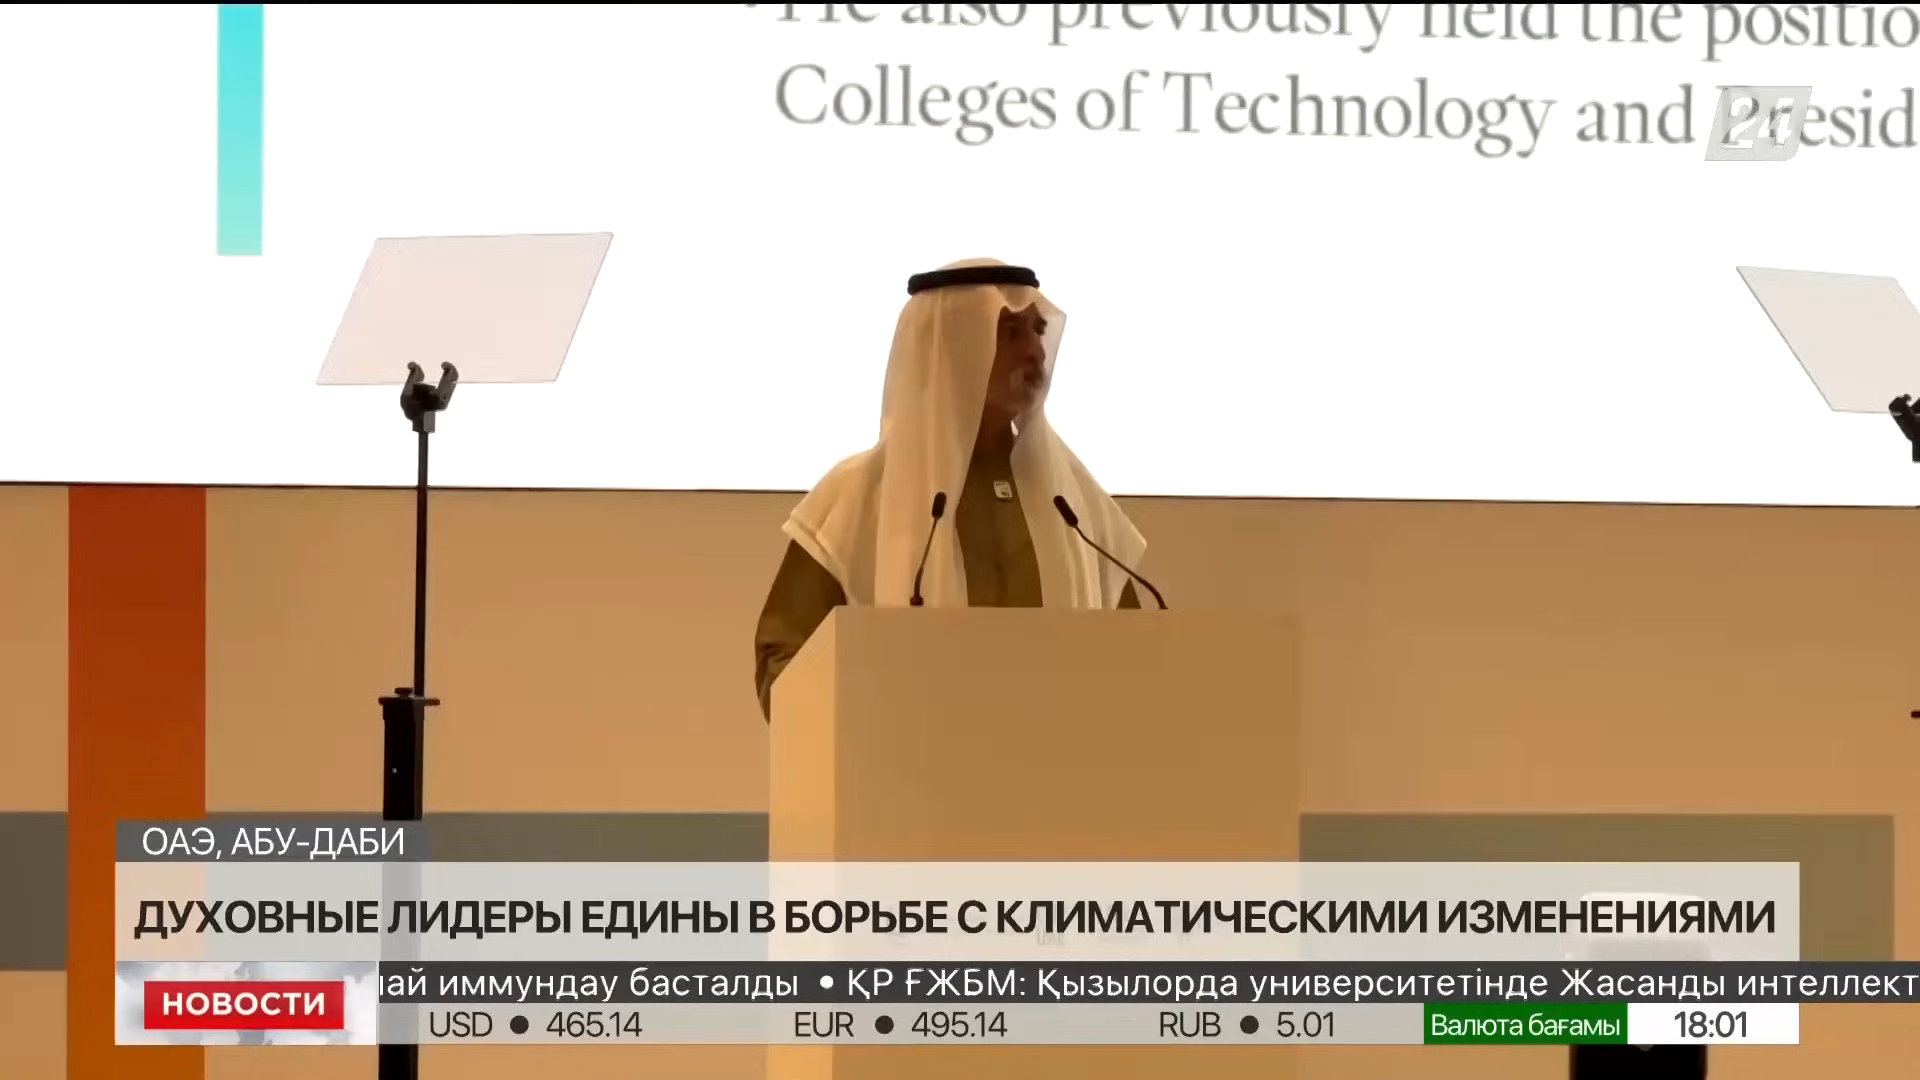 He also previously held the positio
Colleges of Technology and Presid
24
ОАЭ, АБУ-ДАБИ
ДУХОВНЫЕ ЛИДЕРЫ ЕДИНЫ В БОРЬБЕ С КЛИМАТИЧЕСКИМИ ИЗМЕНЕНИЯМИ
НОВОСТИ
иммундау басталды • ҚР ҒЖБМ: Қызылорда университетінде Жасанды интеллект
USD • 465.14 EUR • 495.14 RUB • 5.01 Валюта бағамы 18:01